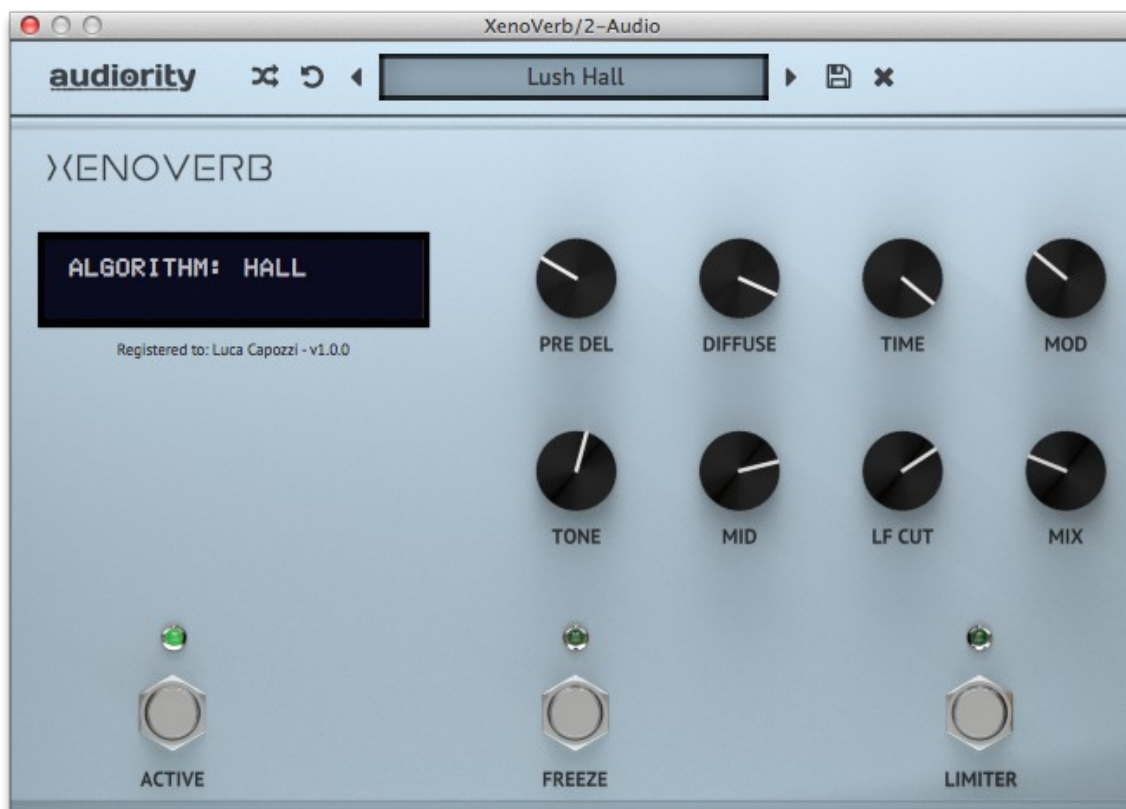 XenoVerb/2-Audio
audiority
Lush Hall
XENOVERB
ALGORITHM: HALL
Registered to: Luca Capozzi - v1.0.0
PRE DEL
DIFFUSE
TIME
MOD
TONE
MID
LF CUT
MIX
ACTIVE
FREEZE
LIMITER